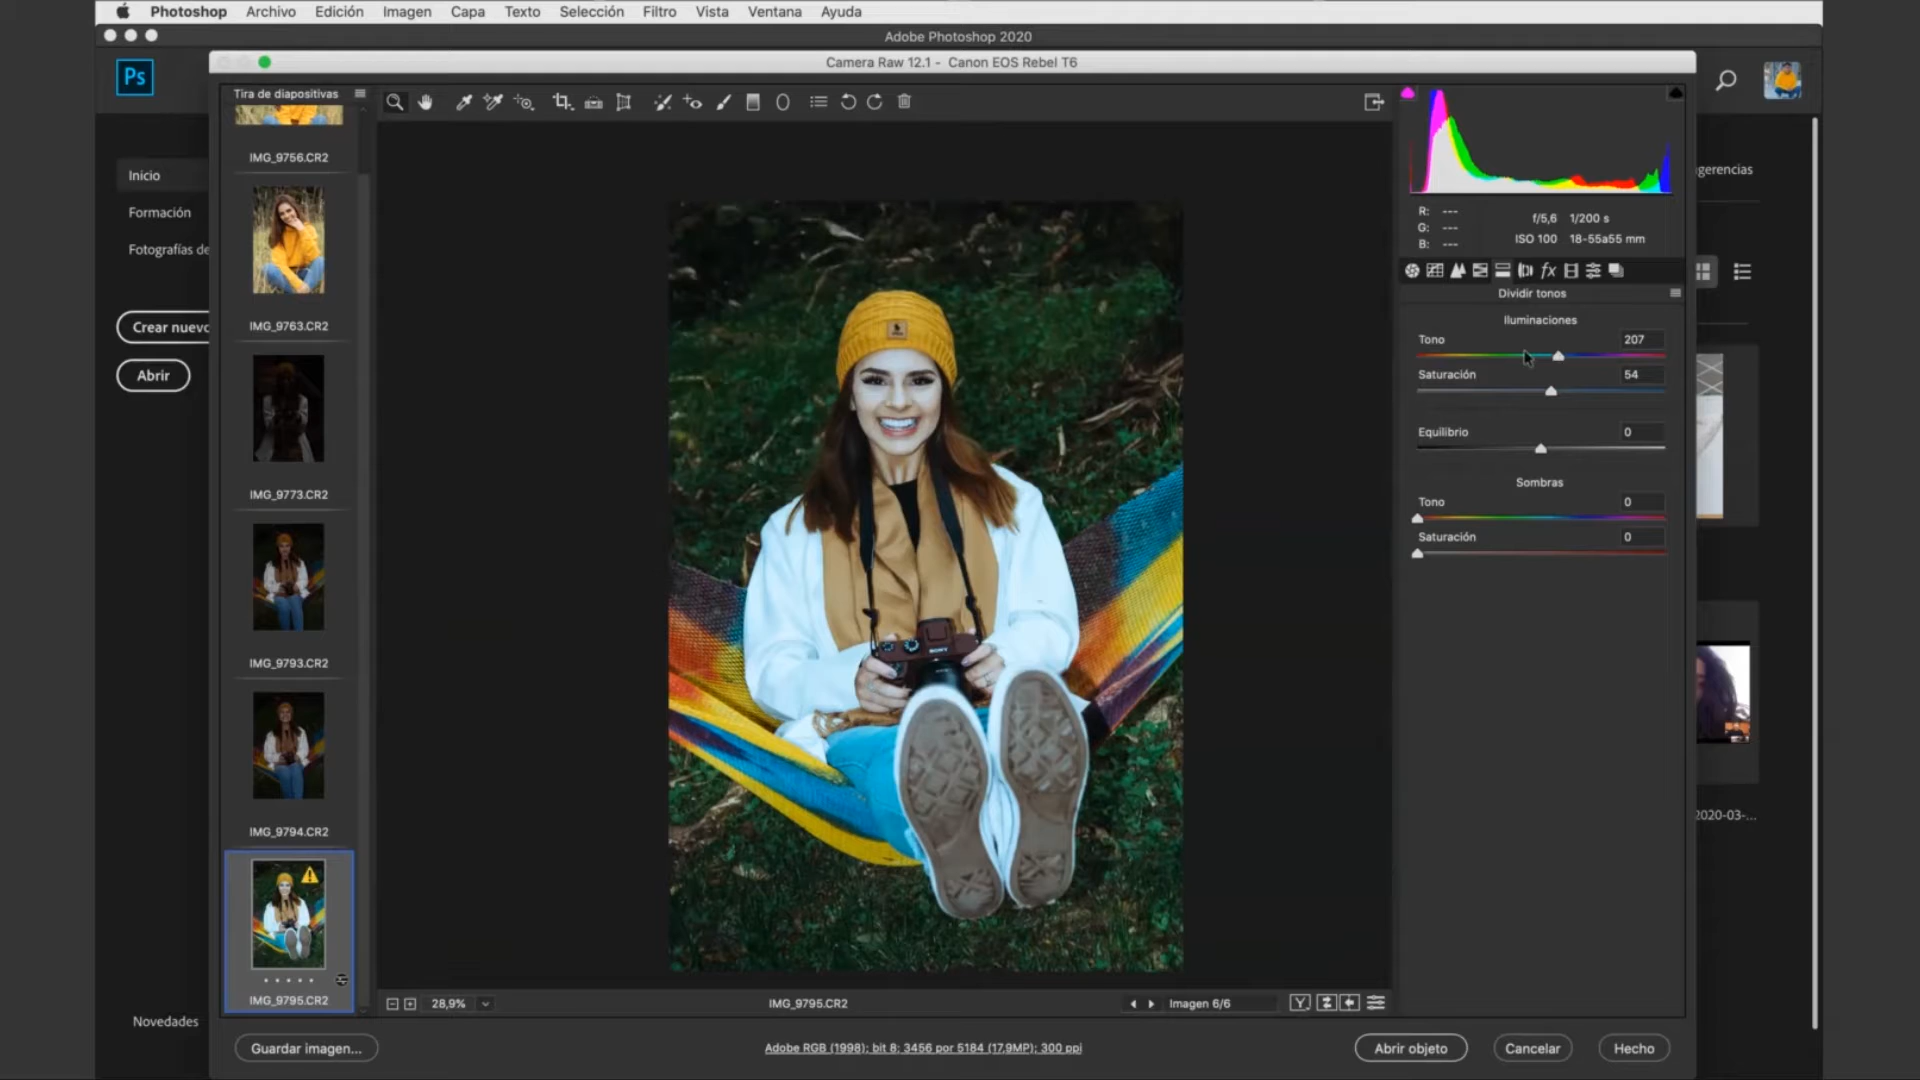 Photoshop Archivo Edición Imagen Capa Texto Selección Filtro Vista Ventana Ayuda
Adobe Photoshop 2020
Camera Raw 12.1 - Canon EOS Rebel T6
Ps
Tira de diapositivas
IMG_9756.CR2
IMG_9763.CR2
IMG_9773.CR2
IMG_9793.CR2
IMG_9794.CR2
IMG_9795.CR2
Inicio
Formación
Fotografías de
Crear nuevo
Abrir
Novedades
R: ---
G: ---
B: ---
f/5,6 1/200 s
ISO 100 18-55a55 mm
fx
Dividir tonos
Iluminaciones
Tono 207
Saturación 54
Equilibrio 0
Sombras
Tono 0
Saturación 0
gerencias
2020-03-...
SONY
28,9%
IMG_9795.CR2
Imagen 6/6
Y
Guardar imagen...
Adobe RGB (1998); bit 8; 3456 por 5184 (17,9MP); 300 ppi
Abrir objeto
Cancelar
Hecho